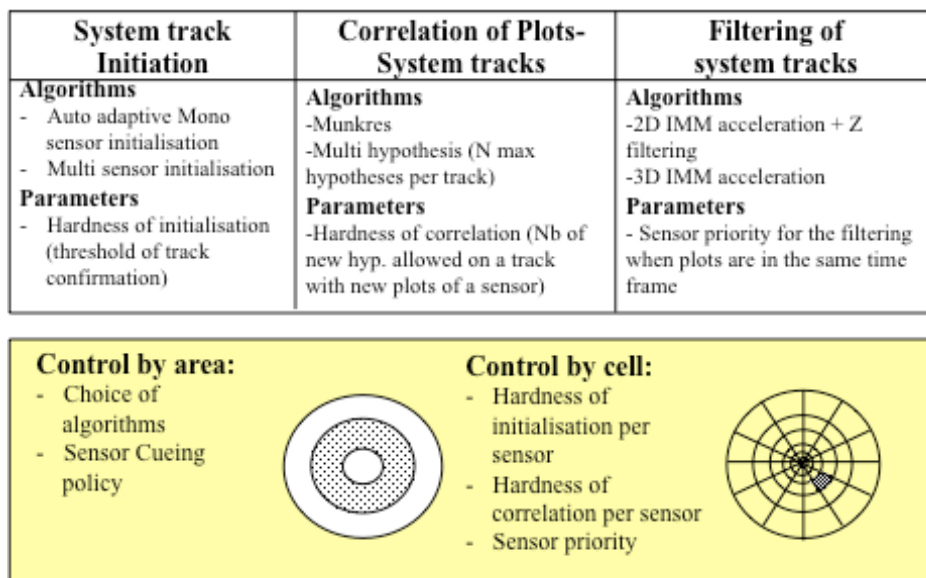 System track
Initiation
Algorithms
- Auto adaptive Mono
sensor initialisation
- Multi sensor initialisation
Parameters
- Hardness of initialisation
(threshold of track
confirmation)
Correlation of Plots-
System tracks
Algorithms
-Munkres
-Multi hypothesis (N max
hypotheses per track)
Parameters
-Hardness of correlation (Nb of
new hyp. allowed on a track
with new plots of a sensor)
Filtering of
system tracks
Algorithms
-2D IMM acceleration + Z
filtering
-3D IMM acceleration
Parameters
- Sensor priority for the filtering
when plots are in the same time
frame
Control by area:
- Choice of
algorithms
- Sensor Cueing
policy
Control by cell:
- Hardness of
initialisation per
sensor
- Hardness of
correlation per sensor
- Sensor priority